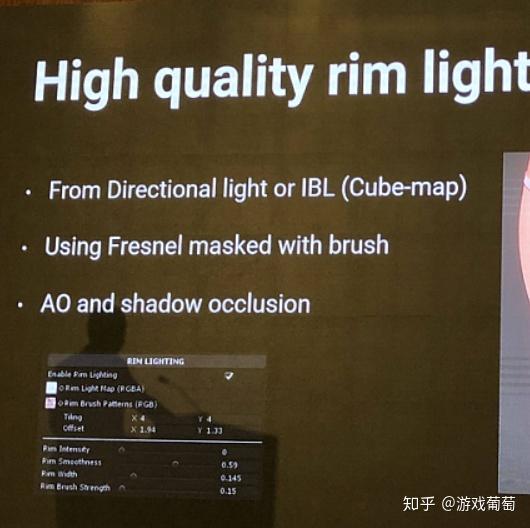 High quality rim light
• From Directional light or IBL (Cube-map)
• Using Fresnel masked with brush
• AO and shadow occlusion
RIM LIGHTING
Enable Rim Lighting
Rim Light Map (RGBA)
Rim Brush Patterns (RGB)
Tiling X 4 Y 4
Offset X 1.94 Y 1.33
Rim Intensity 0
Rim Smoothness 0.59
Rim Width 0.145
Rim Brush Strength 0.15
知乎 @游戏葡萄